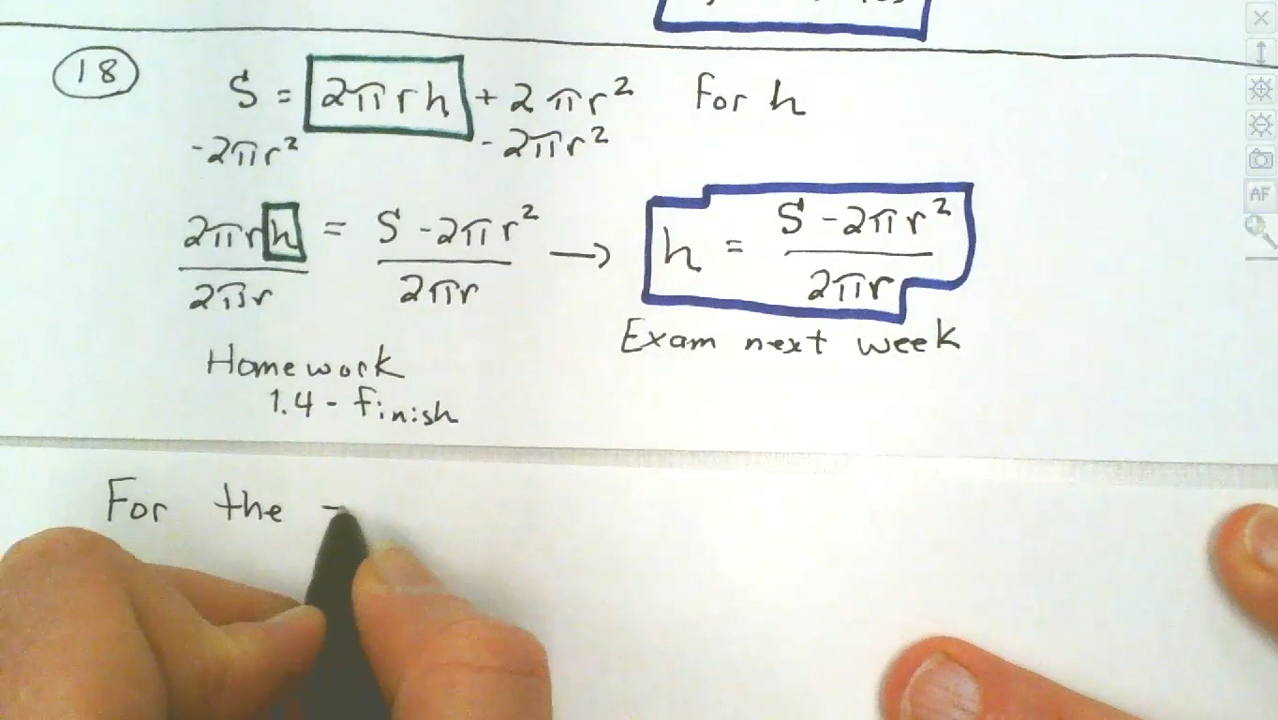 18
S = 2πrh + 2πr² for h
-2πr² - 2πr²
2πrh = S - 2πr² → h = S - 2πr²
2πr 2πr 2πr
Exam next week
Homework
1.4 - finish
For the
AF